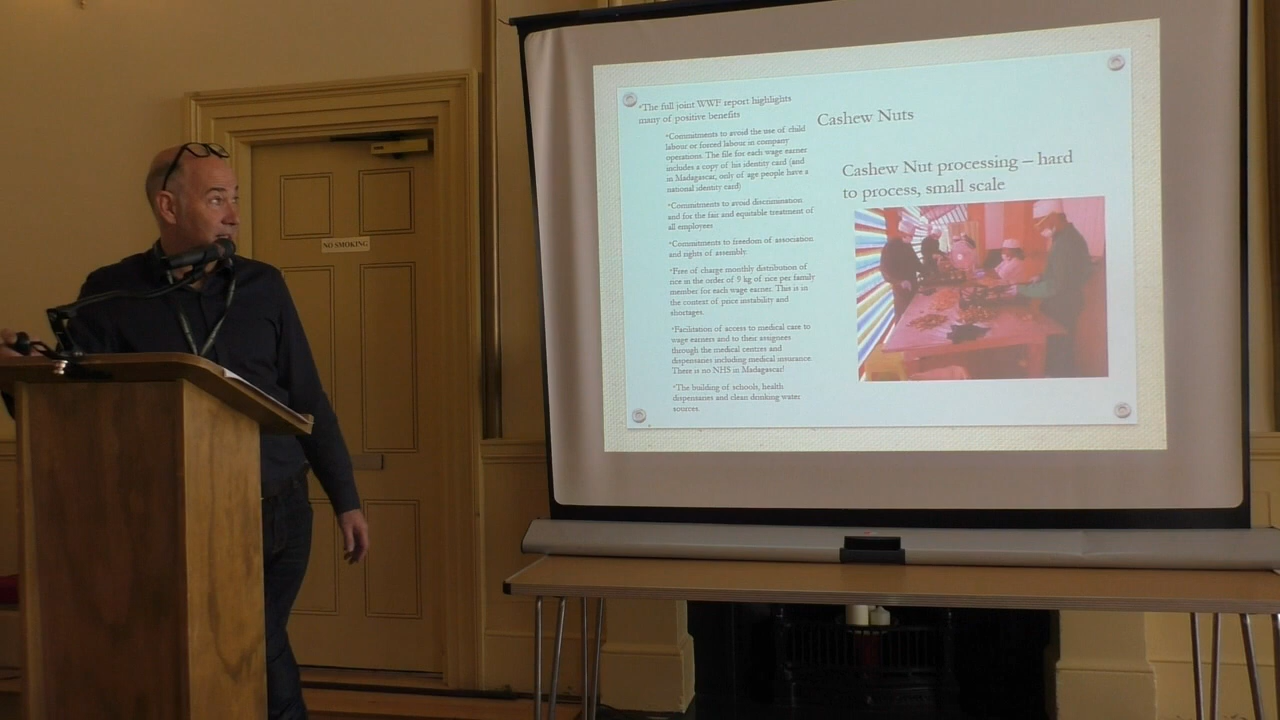 NO SMOKING
*The full joint WWF report highlights
many of positive benefits
*Commitments to avoid the use of child
labour or forced labour in company
operations. The file for each wage earner
includes a copy of his identity card (and
in Madagascar, only of age people have a
national identity card)
*Commitments to avoid discrimination
and for the fair and equitable treatment of
all employees
*Commitments to freedom of association
and rights of assembly
*Free of charge monthly distribution of
rice in the order of 9 kg of rice per family
member for each wage earner. This is in
the context of price instability and
shortages.
*Facilitation of access to medical care to
wage earners and to their assignees
through the medical centres and
dispensaries including medical insurance
There is no NHS in Madagascar!
*The building of schools, health
dispensaries and clean drinking water
sources.
Cashew Nuts
Cashew Nut processing – hard
to process, small scale